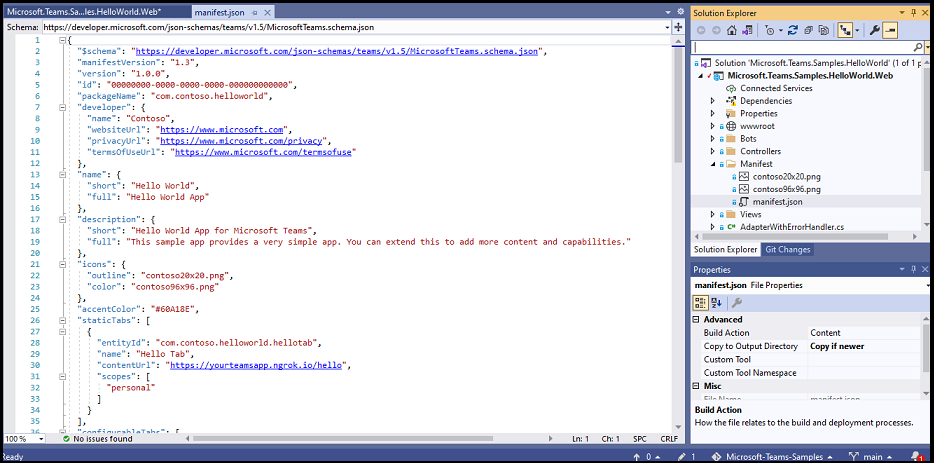 Microsoft.Teams.Sa...les.HelloWorld.Web*
manifest.json
Schema: https://developer.microsoft.com/json-schemas/teams/v1.5/MicrosoftTeams.schema.json
1 {
2 "$schema": "https://developer.microsoft.com/json-schemas/teams/v1.5/MicrosoftTeams.schema.json",
3 "manifestVersion": "1.3",
4 "version": "1.0.0",
5 "id": "00000000-0000-0000-0000-000000000000",
6 "packageName": "com.contoso.helloworld",
7 "developer": {
8 "name": "Contoso",
9 "websiteUrl": "https://www.microsoft.com",
10 "privacyUrl": "https://www.microsoft.com/privacy",
11 "termsOfUseUrl": "https://www.microsoft.com/termsofuse"
12 },
13 "name": {
14 "short": "Hello World",
15 "full": "Hello World App"
16 },
17 "description": {
18 "short": "Hello World App for Microsoft Teams",
19 "full": "This sample app provides a very simple app. You can extend this to add more content and capabilities."
20 },
21 "icons": {
22 "outline": "contoso20x20.png",
23 "color": "contoso96x96.png"
24 },
25 "accentColor": "#60A18E",
26 "staticTabs": [
27 {
28 "entityId": "com.contoso.helloworld.hellotab",
29 "name": "Hello Tab",
30 "contentUrl": "https://yourteamsapp.ngrok.io/hello",
31 "scopes": [
32 "personal"
33 ]
34 }
35 ],
36 "configurableTabs": [
100 %
No issues found
Ln: 1
Ch: 1
SPC
CRLF
Solution Explorer
Solution 'Microsoft.Teams.Samples.HelloWorld' (1 of 1 p
Microsoft.Teams.Samples.HelloWorld.Web
Connected Services
Dependencies
Properties
wwwroot
Bots
Controllers
Manifest
contoso20x20.png
contoso96x96.png
manifest.json
Views
AdapterWithErrorHandler.cs
Solution Explorer
Git Changes
Properties
manifest.json File Properties
Advanced
Build Action Content
Copy to Output Directory Copy if newer
Custom Tool
Custom Tool Namespace
Misc
File Name manifest.json
Build Action
How the file relates to the build and deployment processes.
Ready
0
1
Microsoft-Teams-Samples
main
1